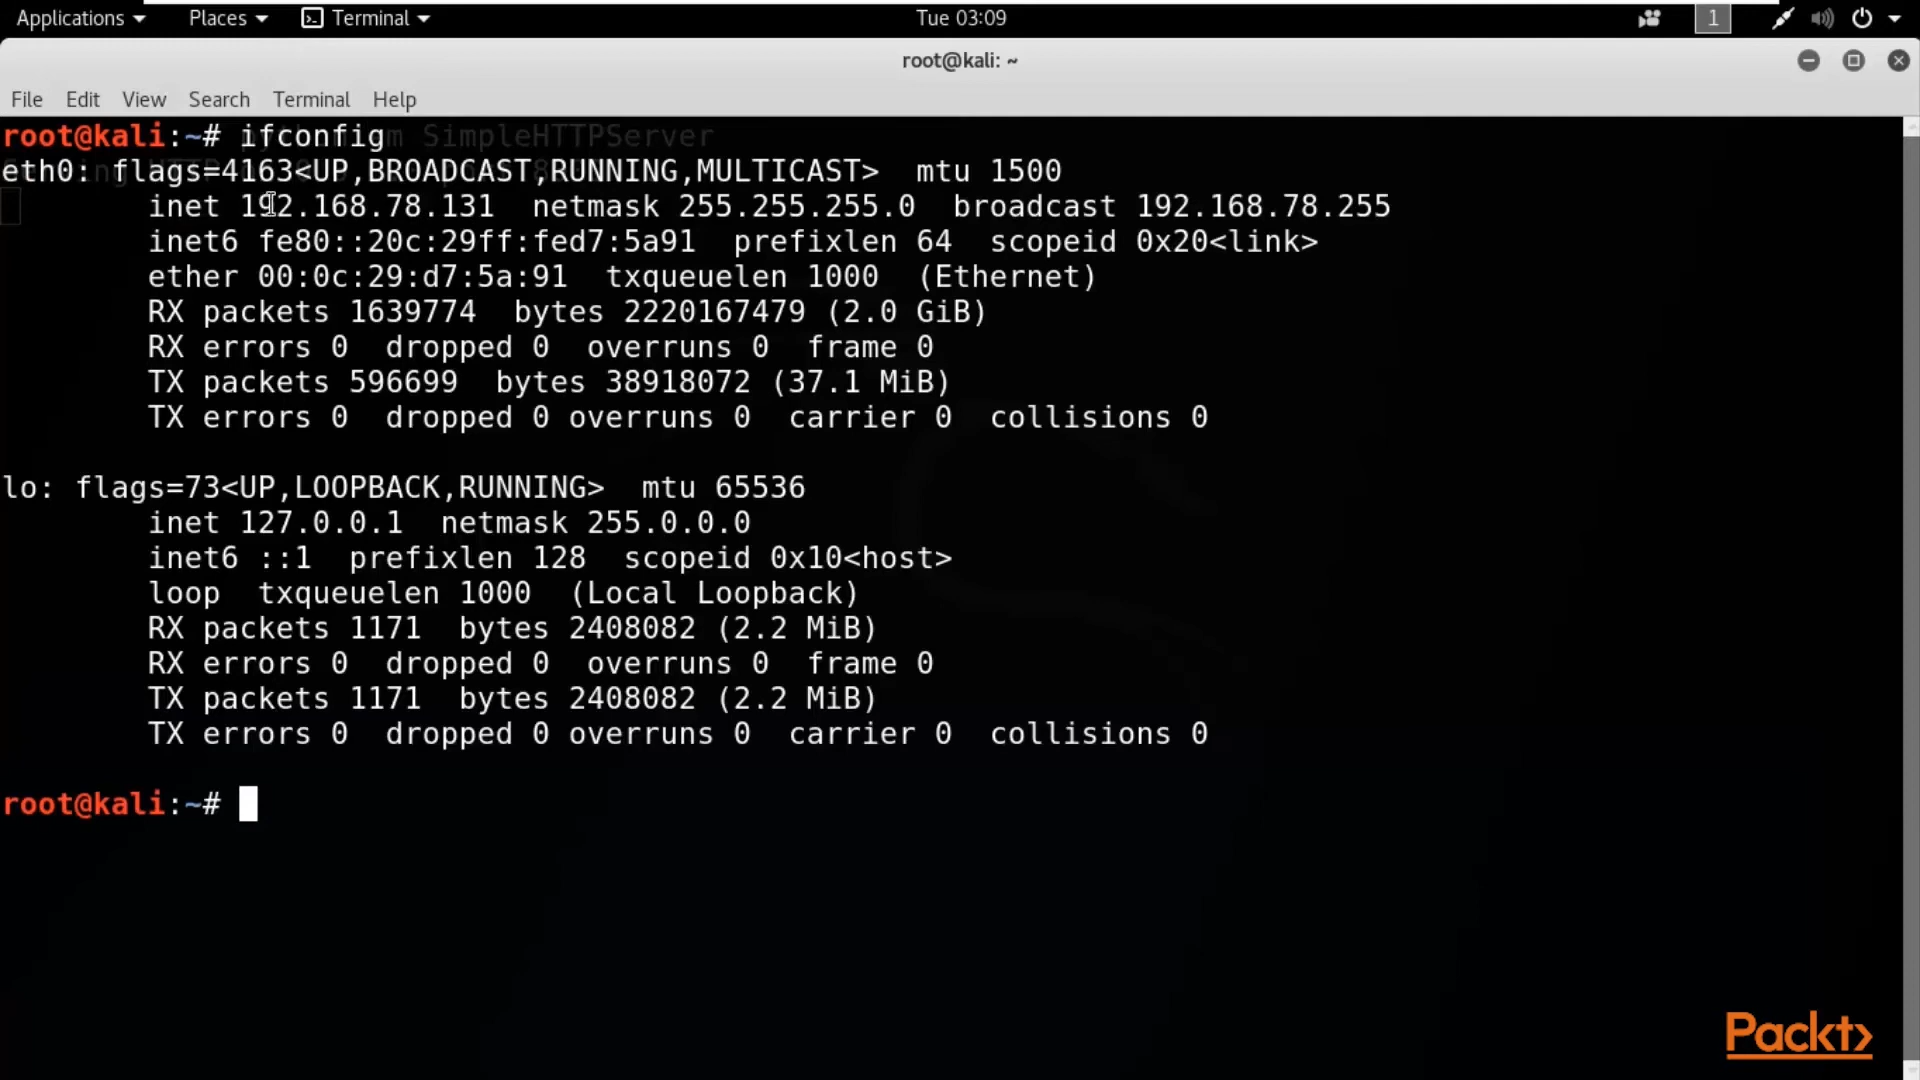 Applications Places Terminal Tue 03:09 1
root@kali: ~
File Edit View Search Terminal Help
root@kali:~# ifconfig
eth0: flags=4163<UP,BROADCAST,RUNNING,MULTICAST>  mtu 1500
        inet 192.168.78.131  netmask 255.255.255.0  broadcast 192.168.78.255
        inet6 fe80::20c:29ff:fed7:5a91  prefixlen 64  scopeid 0x20<link>
        ether 00:0c:29:d7:5a:91  txqueuelen 1000  (Ethernet)
        RX packets 1639774  bytes 2220167479 (2.0 GiB)
        RX errors 0  dropped 0  overruns 0  frame 0
        TX packets 596699  bytes 38918072 (37.1 MiB)
        TX errors 0  dropped 0 overruns 0  carrier 0  collisions 0
lo: flags=73<UP,LOOPBACK,RUNNING>  mtu 65536
        inet 127.0.0.1  netmask 255.0.0.0
        inet6 ::1  prefixlen 128  scopeid 0x10<host>
        loop  txqueuelen 1000  (Local Loopback)
        RX packets 1171  bytes 2408082 (2.2 MiB)
        RX errors 0  dropped 0  overruns 0  frame 0
        TX packets 1171  bytes 2408082 (2.2 MiB)
        TX errors 0  dropped 0 overruns 0  carrier 0  collisions 0
root@kali:~#
Packt>